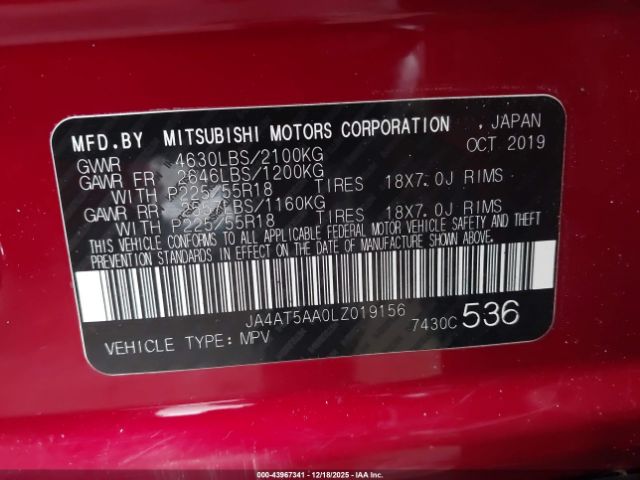 MFD.BY MITSUBISHI MOTORS CORPORATION , JAPAN
GVWR 4630LBS/2100KG OCT 2019
GAWR FR 2646LBS/1200KG
WITH P225/55R18 TIRES 18X7.0J RIMS
GAWR RR 2557LBS/1160KG
WITH P225/55R18 TIRES 18X7.0J RIMS
THIS VEHICLE CONFORMS TO ALL APPLICABLE FEDERAL MOTOR VEHICLE SAFETY AND THEFT
PREVENTION STANDARDS IN EFFECT ON THE DATE OF MANUFACTURE SHOWN ABOVE.
JA4AT5AA0LZ019156
VEHICLE TYPE: MPV 7430C 536
000-43967341 - 12/18/2025 - IAA Inc.